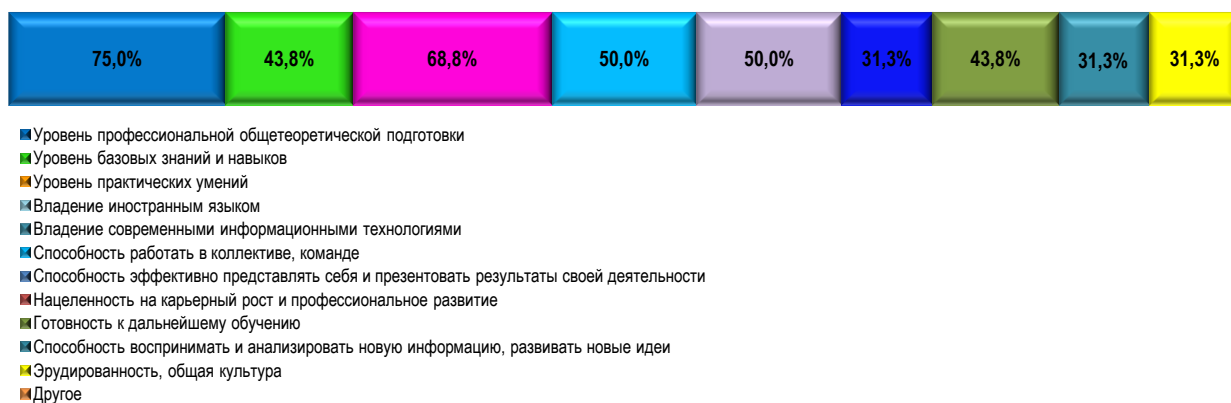 75,0% 43,8% 68,8% 50,0% 50,0% 31,3% 43,8% 31,3% 31,3%
Уровень профессиональной общетеоретической подготовки
Уровень базовых знаний и навыков
Уровень практических умений
Владение иностранным языком
Владение современными информационными технологиями
Способность работать в коллективе, команде
Способность эффективно представлять себя и презентовать результаты своей деятельности
Нацеленность на карьерный рост и профессиональное развитие
Готовность к дальнейшему обучению
Способность воспринимать и анализировать новую информацию, развивать новые идеи
Эрудированность, общая культура
Другое